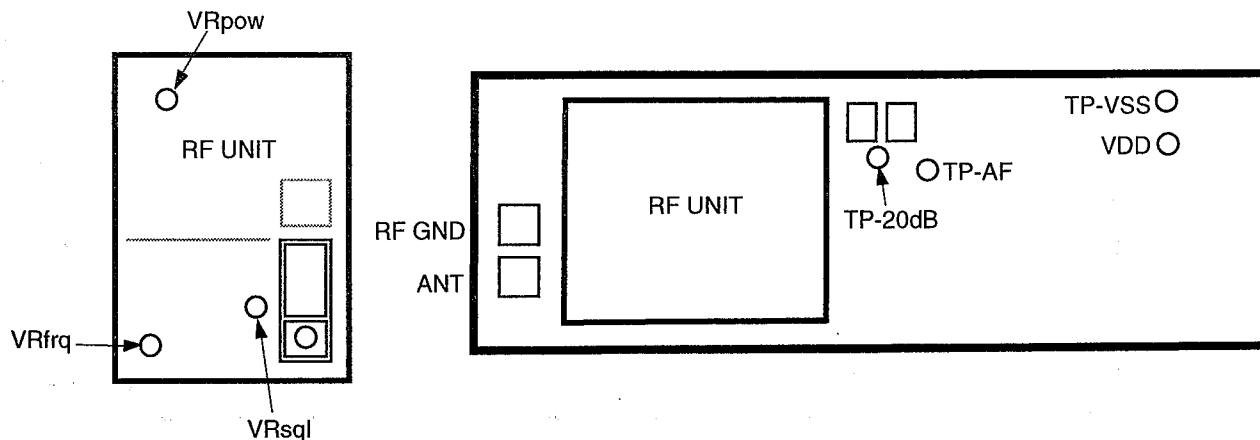 VRpow
RF UNIT
VRfrq
VRsql
RF GND
ANT
RF UNIT
TP-20dB
TP-AF
TP-VSS
VDD